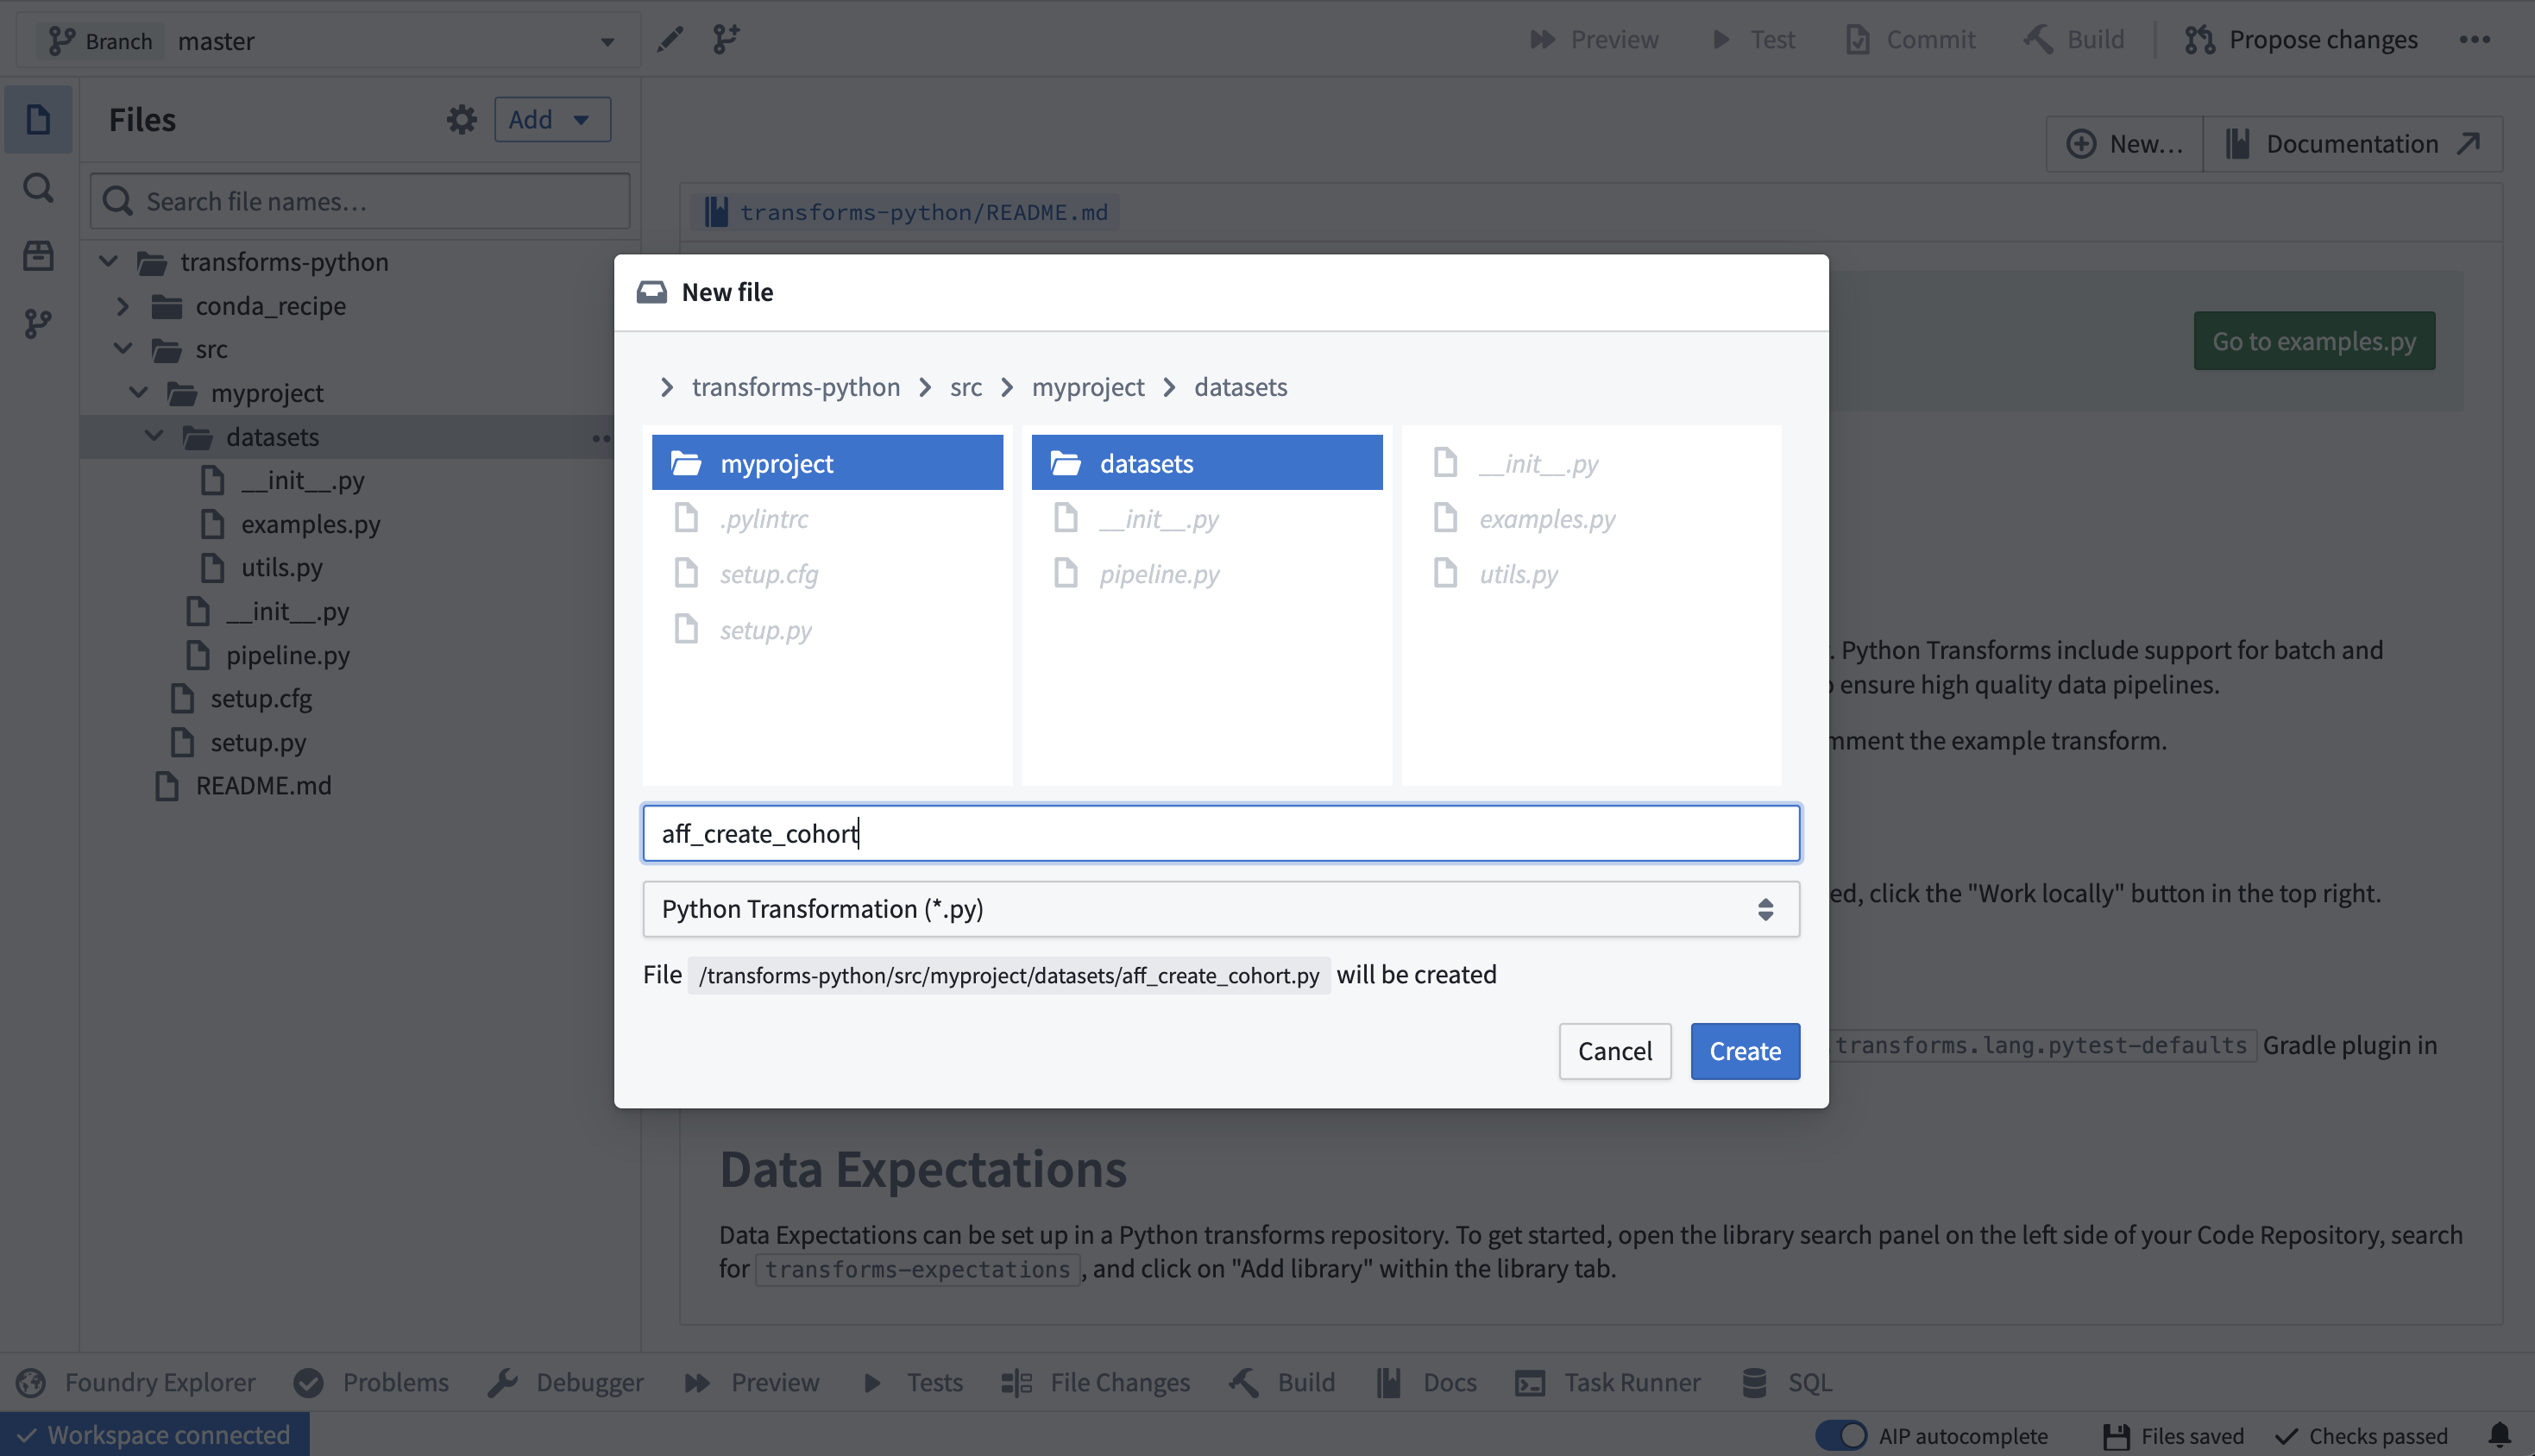 Branch master
Preview Test Commit Build Propose changes
Files Add
New… Documentation
Search file names…
transforms-python
conda_recipe
src
myproject
datasets
__init__.py
examples.py
utils.py
__init__.py
pipeline.py
setup.cfg
setup.py
README.md
transforms-python/README.md
Go to examples.py
New file
transforms-python src myproject datasets
myproject
.pylintrc
setup.cfg
setup.py
datasets
__init__.py
pipeline.py
__init__.py
examples.py
utils.py
aff_create_cohort
Python Transformation (*.py)
File /transforms-python/src/myproject/datasets/aff_create_cohort.py will be created
Cancel Create
. Python Transforms include support for batch and
ensure high quality data pipelines.
the example transform.
click the "Work locally" button in the top right.
transforms.lang.pytest-defaults Gradle plugin in
Data Expectations
Data Expectations can be set up in a Python transforms repository. To get started, open the library search panel on the left side of your Code Repository, search
for transforms-expectations , and click on "Add library" within the library tab.
Foundry Explorer Problems Debugger Preview Tests File Changes Build Docs Task Runner SQL
Workspace connected
AIP autocomplete Files saved Checks passed